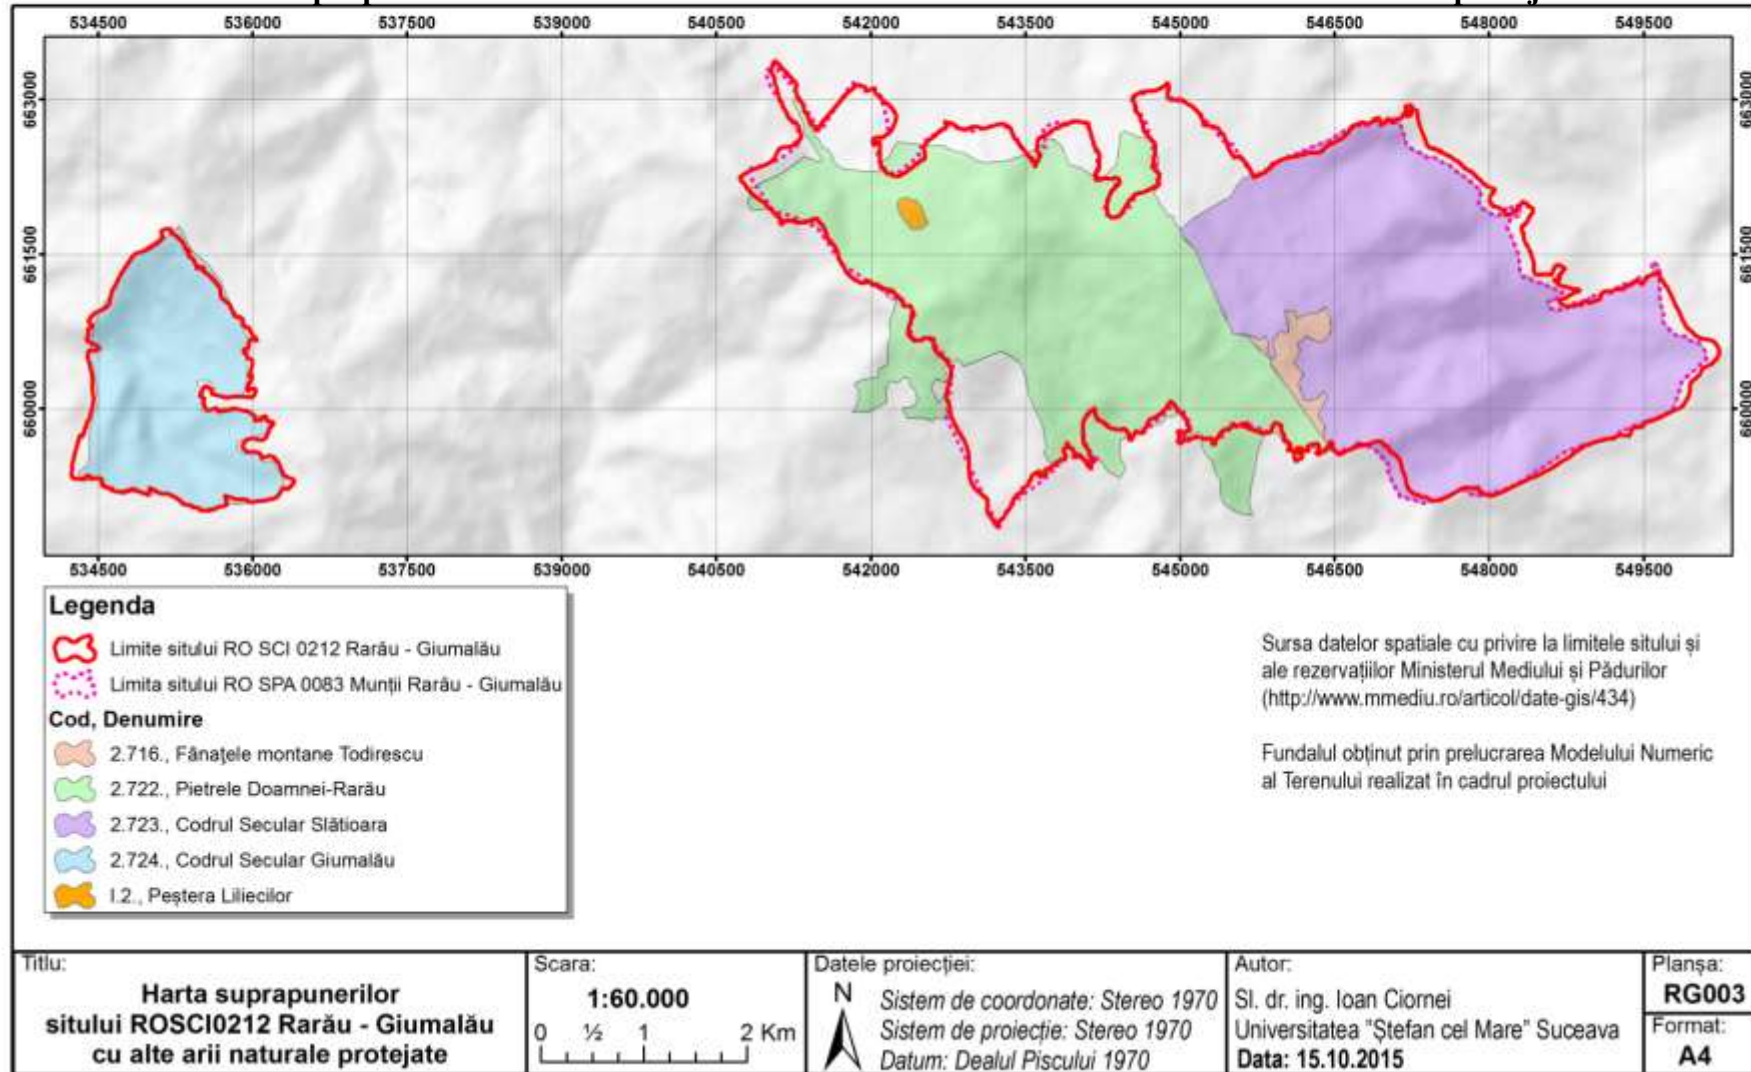 534500 536000 537500 539000 540500 542000 543500 545000 546500 548000 549500
663000 663000
661500 661500
660000 660000
534500 536000 537500 539000 540500 542000 543500 545000 546500 548000 549500
Legenda
Limite sitului RO SCI 0212 Rarău - Giumalău
Limita sitului RO SPA 0083 Munții Rarău - Giumalău
Cod, Denumire
2.716., Fânațele montane Todirescu
2.722., Pietrele Doamnei-Rarău
2.723., Codrul Secular Slătioara
2.724., Codrul Secular Giumalău
I.2., Peștera Liliecilor
Sursa datelor spatiale cu privire la limitele sitului și
ale rezervațiilor Ministerul Mediului și Pădurilor
(http://www.mmediu.ro/articol/date-gis/434)
Fundalul obținut prin prelucrarea Modelului Numeric
al Terenului realizat în cadrul proiectului
Titlu:
Harta suprapunerilor
sitului ROSCI0212 Rarău - Giumalău
cu alte arii naturale protejate
Scara:
1:60.000
0 ½ 1 2 Km
Datele proiecției:
N
Sistem de coordonate: Stereo 1970
Sistem de proiecție: Stereo 1970
Datum: Dealul Piscului 1970
Autor:
Sl. dr. ing. Ioan Ciornei
Universitatea "Ștefan cel Mare" Suceava
Data: 15.10.2015
Planșa:
RG003
Format:
A4